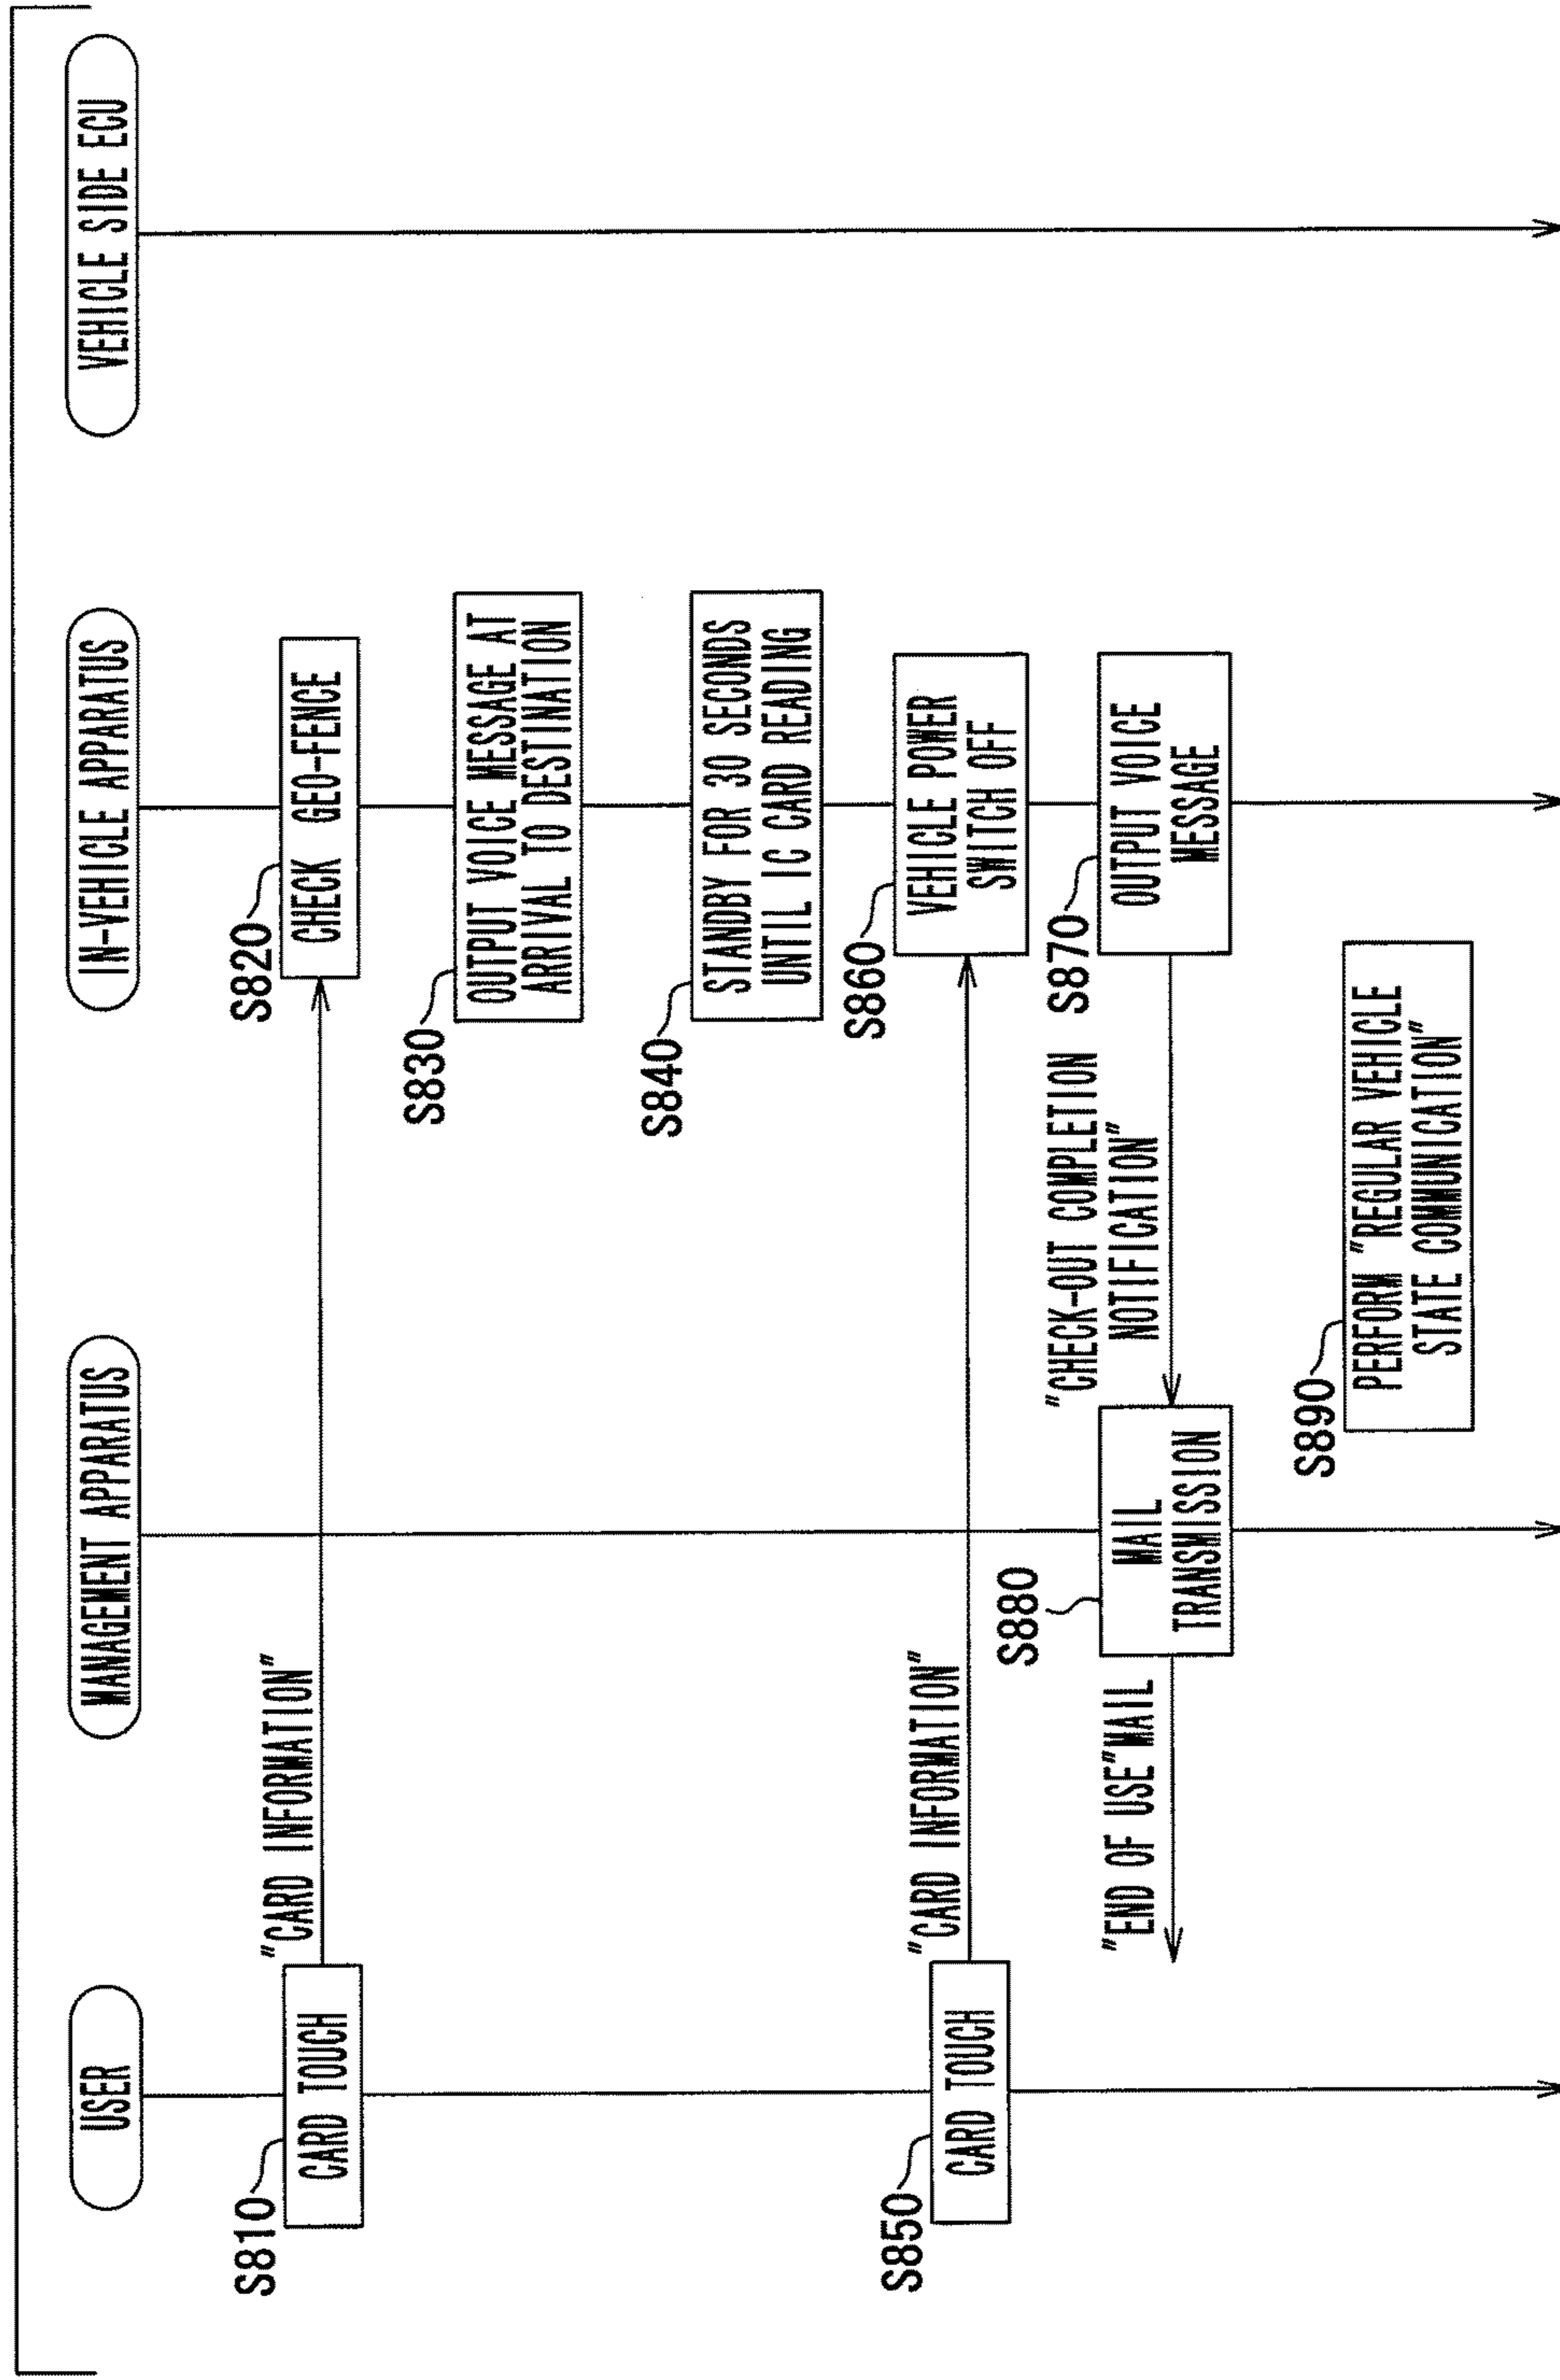 USER
MANAGEMENT APPARATUS
IN-VEHICLE APPARATUS
VEHICLE SIDE ECU
S810
CARD TOUCH
"CARD INFORMATION"
S820
CHECK GEO-FENCE
S830
OUTPUT VOICE MESSAGE AT
ARRIVAL TO DESTINATION
S840
STANDBY FOR 30 SECONDS
UNTIL IC CARD READING
S850
CARD TOUCH
"CARD INFORMATION"
S860
VEHICLE POWER
SWITCH OFF
S870
OUTPUT VOICE
MESSAGE
"CHECK-OUT COMPLETION
NOTIFICATION"
S880
MAIL
TRANSMISSION
"END OF USE"MAIL
S890
PERFORM "REGULAR VEHICLE
STATE COMMUNICATION"